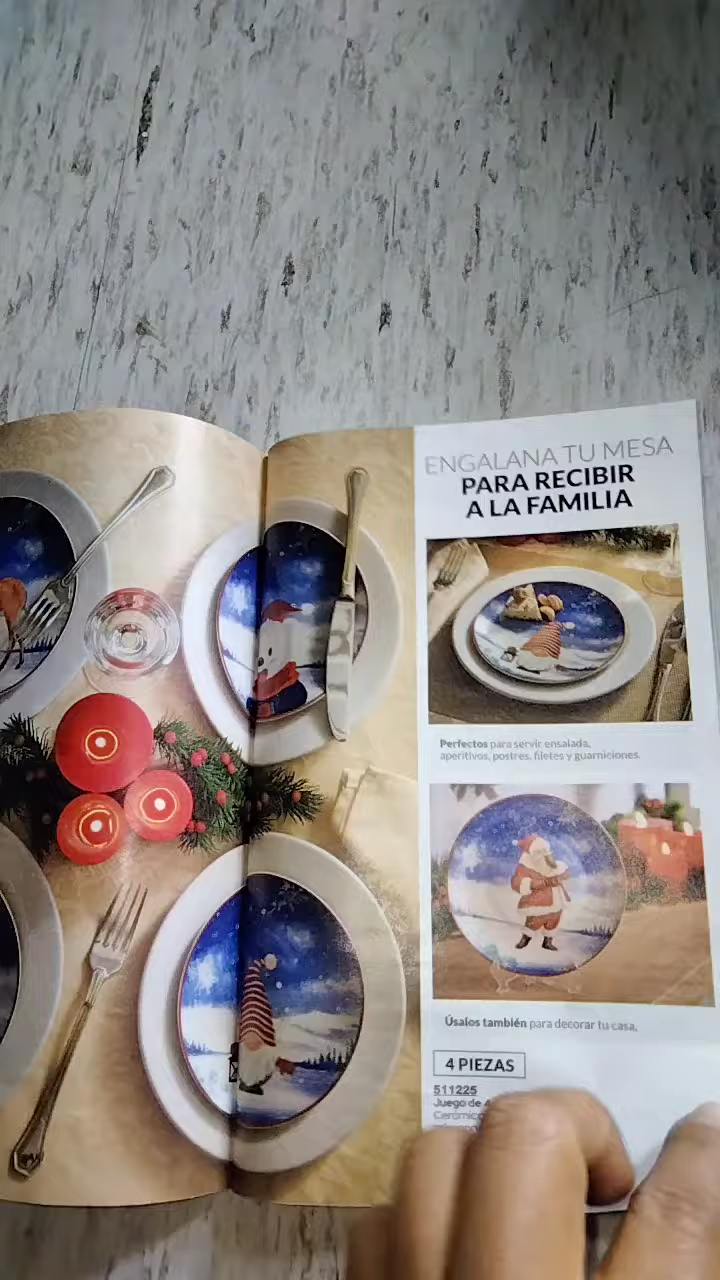 ENGALANA TU MESA
PARA RECIBIR
A LA FAMILIA
Perfectos para servir ensalada,
aperitivos, postres, filetes y guarniciones.
Úsalos también para decorar tu casa.
4 PIEZAS
511225
Juego de